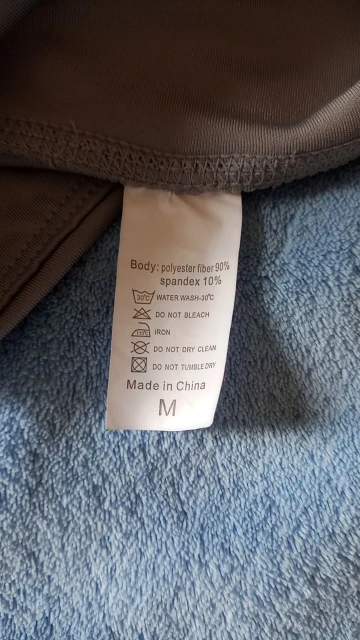 Body: polyester fiber 90%
spandex 10%
30°C WATER WASH-30°C
DO NOT BLEACH
IRON
DO NOT DRY CLEAN
DO NOT TUMBLE DRY
Made in China
M